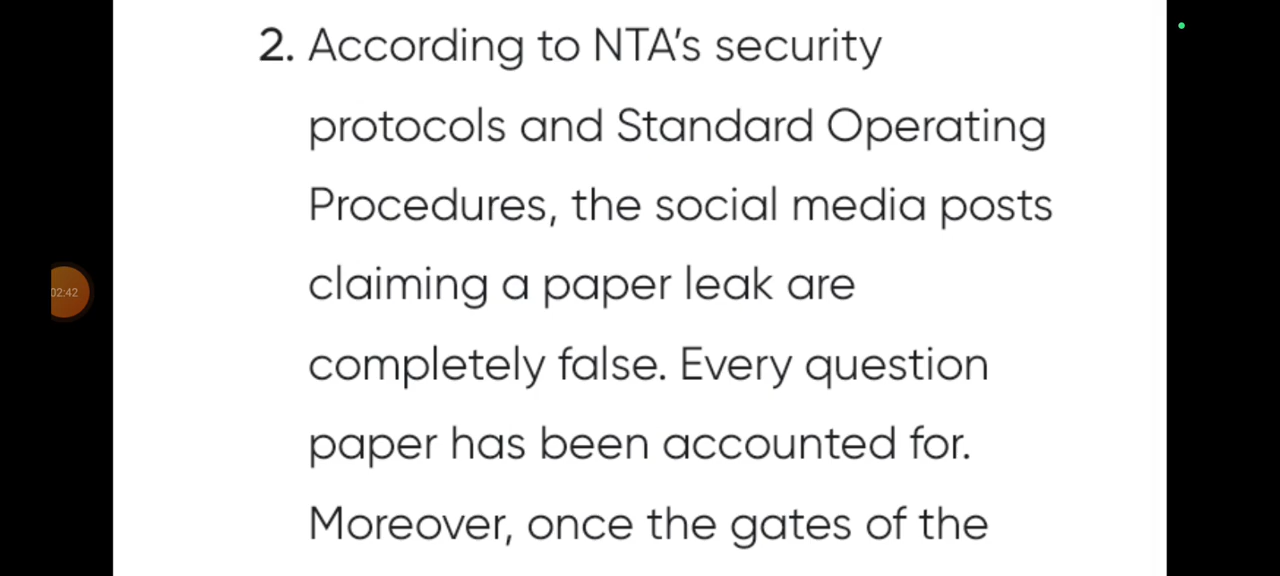 2. According to NTA's security
protocols and Standard Operating
Procedures, the social media posts
claiming a paper leak are
completely false. Every question
paper has been accounted for.
Moreover, once the gates of the
02:42